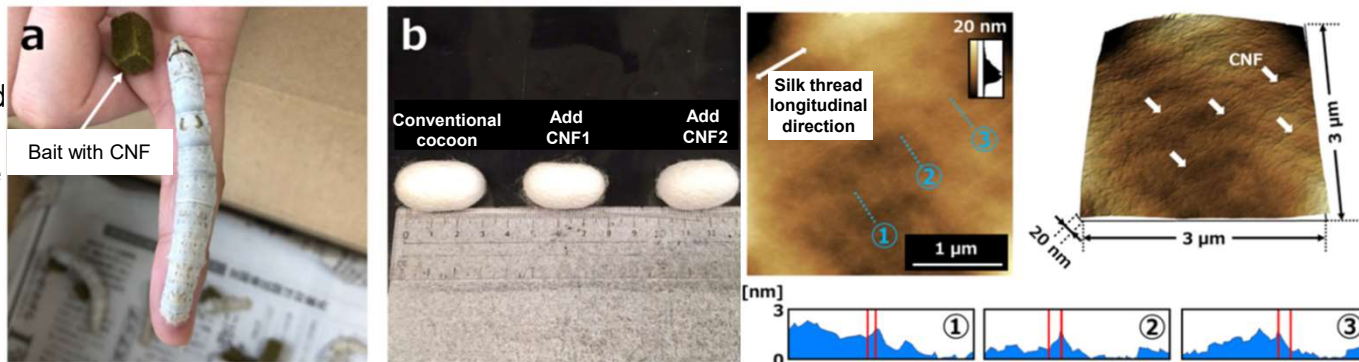 a
Bait with CNF
b
Conventional
cocoon
Add
CNF1
Add
CNF2
20 nm
Silk thread
longitudinal
direction
③
②
①
1 µm
CNF
3 µm
3 µm
20 nm
[nm]
3
0
①
②
③